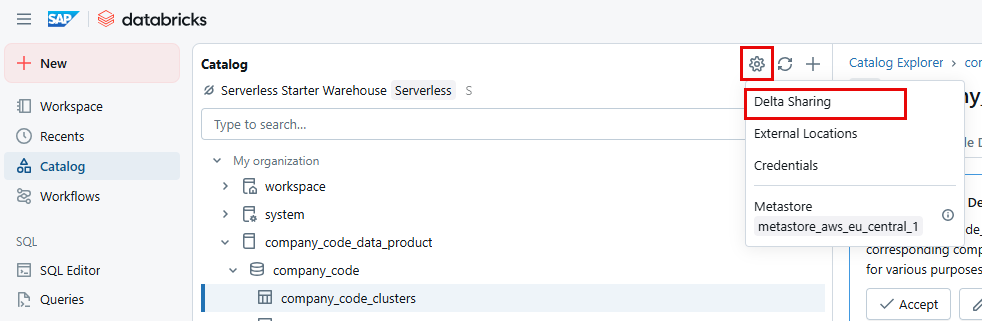 SAP databricks
New
Workspace
Recents
Catalog
Workflows
SQL
SQL Editor
Queries
Catalog
Serverless Starter Warehouse Serverless S
Type to search...
My organization
workspace
system
company_code_data_product
company_code
company_code_clusters
Delta Sharing
External Locations
Credentials
Metastore
metastore_aws_eu_central_1
Catalog Explorer › co
corresponding comp
for various purposes
Accept